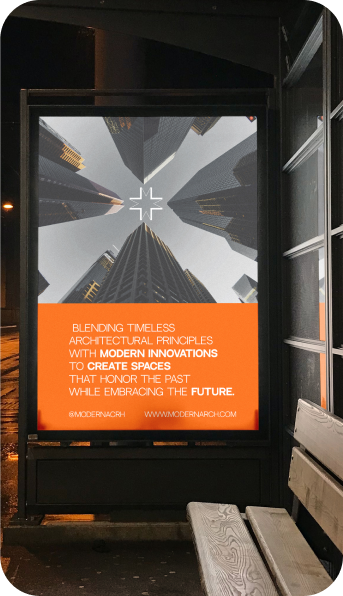 BLENDING TIMELESS
ARCHITECTURAL PRINCIPLES
WITH MODERN INNOVATIONS
TO CREATE SPACES
THAT HONOR THE PAST
WHILE EMBRACING THE FUTURE.
@MODERNACRH WWW.MODERNARCH.COM